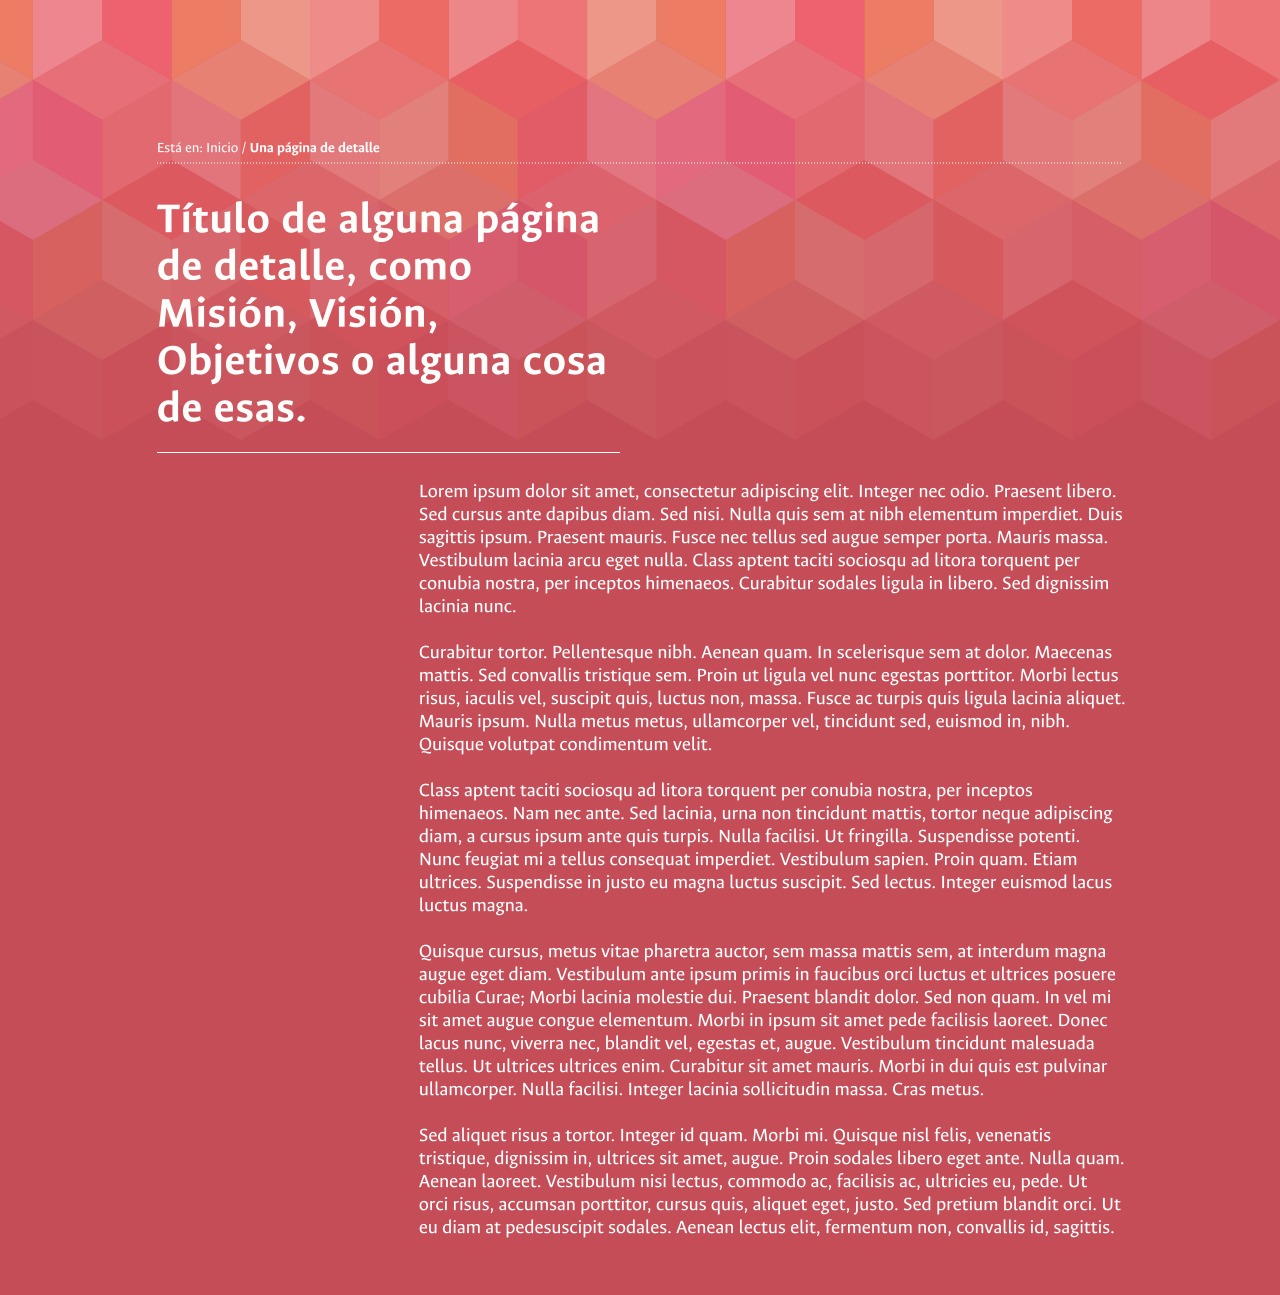 Está en: Inicio / Una página de detalle
Título de alguna página
de detalle, como
Misión, Visión,
Objetivos o alguna cosa
de esas.
Lorem ipsum dolor sit amet, consectetur adipiscing elit. Integer nec odio. Praesent libero.
Sed cursus ante dapibus diam. Sed nisi. Nulla quis sem at nibh elementum imperdiet. Duis
sagittis ipsum. Praesent mauris. Fusce nec tellus sed augue semper porta. Mauris massa.
Vestibulum lacinia arcu eget nulla. Class aptent taciti sociosqu ad litora torquent per
conubia nostra, per inceptos himenaeos. Curabitur sodales ligula in libero. Sed dignissim
lacinia nunc.
Curabitur tortor. Pellentesque nibh. Aenean quam. In scelerisque sem at dolor. Maecenas
mattis. Sed convallis tristique sem. Proin ut ligula vel nunc egestas porttitor. Morbi lectus
risus, iaculis vel, suscipit quis, luctus non, massa. Fusce ac turpis quis ligula lacinia aliquet.
Mauris ipsum. Nulla metus metus, ullamcorper vel, tincidunt sed, euismod in, nibh.
Quisque volutpat condimentum velit.
Class aptent taciti sociosqu ad litora torquent per conubia nostra, per inceptos
himenaeos. Nam nec ante. Sed lacinia, urna non tincidunt mattis, tortor neque adipiscing
diam, a cursus ipsum ante quis turpis. Nulla facilisi. Ut fringilla. Suspendisse potenti.
Nunc feugiat mi a tellus consequat imperdiet. Vestibulum sapien. Proin quam. Etiam
ultrices. Suspendisse in justo eu magna luctus suscipit. Sed lectus. Integer euismod lacus
luctus magna.
Quisque cursus, metus vitae pharetra auctor, sem massa mattis sem, at interdum magna
augue eget diam. Vestibulum ante ipsum primis in faucibus orci luctus et ultrices posuere
cubilia Curae; Morbi lacinia molestie dui. Praesent blandit dolor. Sed non quam. In vel mi
sit amet augue congue elementum. Morbi in ipsum sit amet pede facilisis laoreet. Donec
lacus nunc, viverra nec, blandit vel, egestas et, augue. Vestibulum tincidunt malesuada
tellus. Ut ultrices ultrices enim. Curabitur sit amet mauris. Morbi in dui quis est pulvinar
ullamcorper. Nulla facilisi. Integer lacinia sollicitudin massa. Cras metus.
Sed aliquet risus a tortor. Integer id quam. Morbi mi. Quisque nisl felis, venenatis
tristique, dignissim in, ultrices sit amet, augue. Proin sodales libero eget ante. Nulla quam.
Aenean laoreet. Vestibulum nisi lectus, commodo ac, facilisis ac, ultricies eu, pede. Ut
orci risus, accumsan porttitor, cursus quis, aliquet eget, justo. Sed pretium blandit orci. Ut
eu diam at pedesuscipit sodales. Aenean lectus elit, fermentum non, convallis id, sagittis.